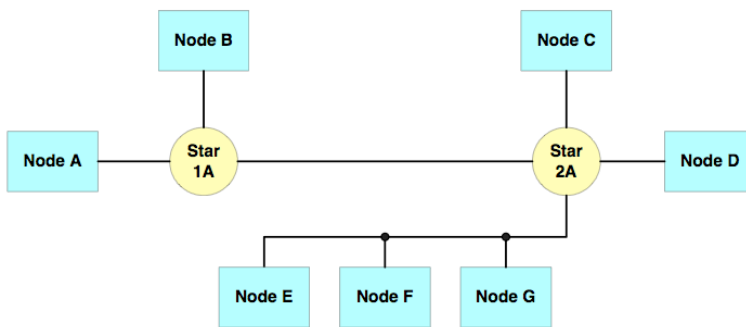 Node B
Node C
Node A
Star
1A
Star
2A
Node D
Node E
Node F
Node G